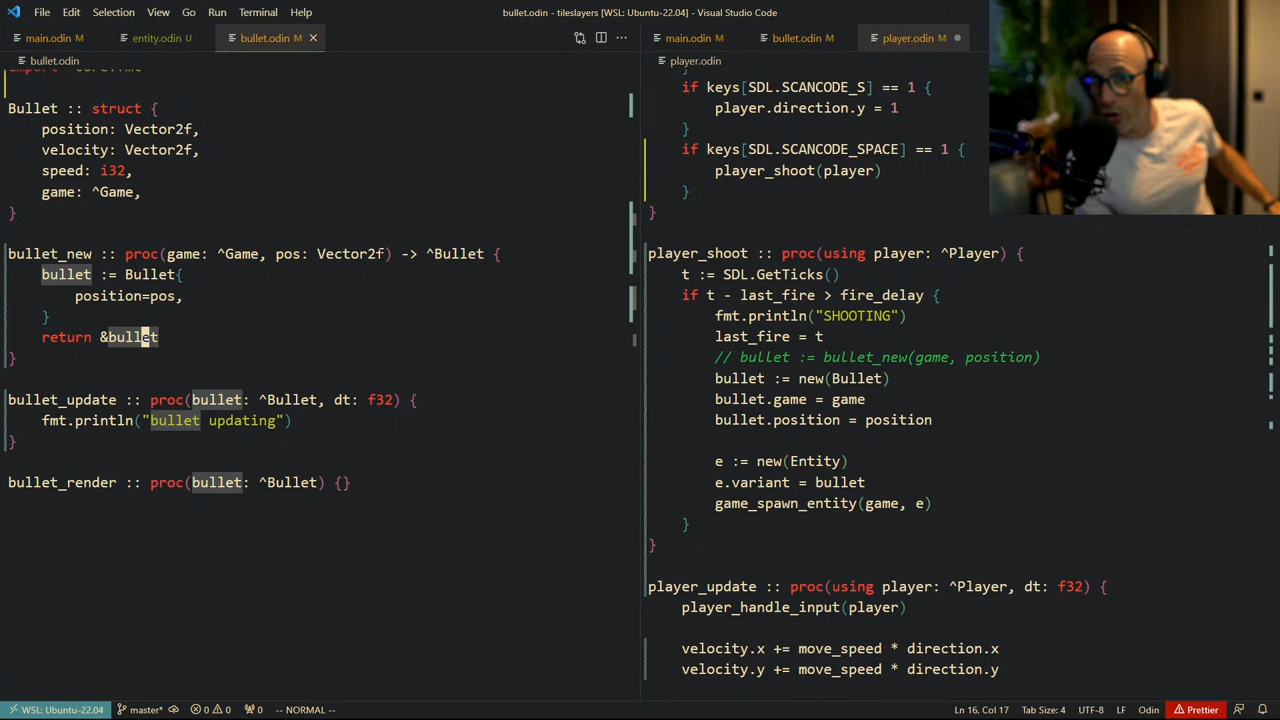 File Edit Selection View Go Run Terminal Help
bullet.odin - tileslayers [WSL: Ubuntu-22.04] - Visual Studio Code
main.odin M entity.odin U bullet.odin M
bullet.odin
Bullet :: struct {
position: Vector2f,
velocity: Vector2f,
speed: i32,
game: ^Game,
}
bullet_new :: proc(game: ^Game, pos: Vector2f) -> ^Bullet {
bullet := Bullet{
position=pos,
}
return &bullet
}
bullet_update :: proc(bullet: ^Bullet, dt: f32) {
fmt.println("bullet updating")
}
bullet_render :: proc(bullet: ^Bullet) {}
main.odin M bullet.odin M player.odin M
player.odin
}
if keys[SDL.SCANCODE_S] == 1 {
player.direction.y = 1
}
if keys[SDL.SCANCODE_SPACE] == 1 {
player_shoot(player)
}
}
player_shoot :: proc(using player: ^Player) {
t := SDL.GetTicks()
if t - last_fire > fire_delay {
fmt.println("SHOOTING")
last_fire = t
// bullet := bullet_new(game, position)
bullet := new(Bullet)
bullet.game = game
bullet.position = position
e := new(Entity)
e.variant = bullet
game_spawn_entity(game, e)
}
}
player_update :: proc(using player: ^Player, dt: f32) {
player_handle_input(player)
velocity.x += move_speed * direction.x
velocity.y += move_speed * direction.y
WSL: Ubuntu-22.04 master* 0 0 0 -- NORMAL -- Ln 16, Col 17 Tab Size: 4 UTF-8 LF Odin Prettier